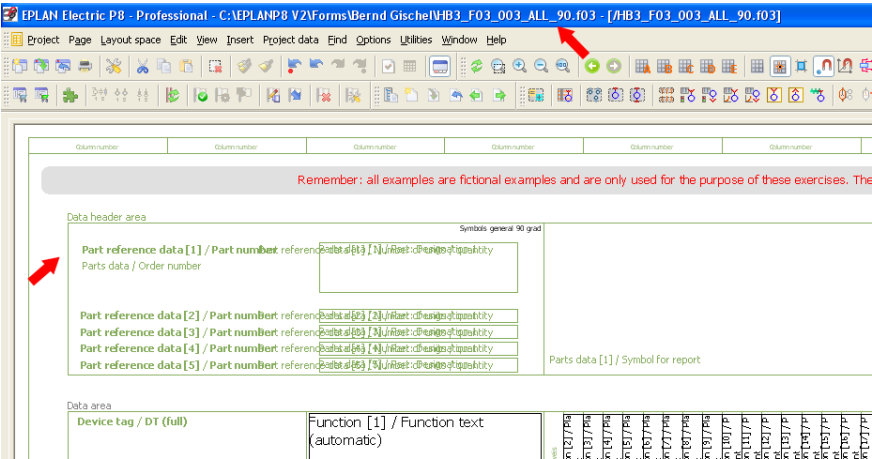 EPLAN Electric P8 - Professional - C:\EPLANP8 V2\Forms\Bernd Gischel\HB3_F03_003_ALL_90.f03 - [/HB3_F03_003_ALL_90.f03]
Project Page Layout space Edit View Insert Project data Find Options Utilities Window Help
Column number Column number Column number Column number Column number Column number
Remember: all examples are fictional examples and are only used for the purpose of these exercises. The
Data header area
Symbols general 90 grad
Part reference data [1] / Part number
Parts data / Order number
Part reference data [2] / Part number
Part reference data [3] / Part number
Part reference data [4] / Part number
Part reference data [5] / Part number
Parts data [1] / Symbol for report
Data area
Device tag / DT (full)
Function [1] / Function text
(automatic)